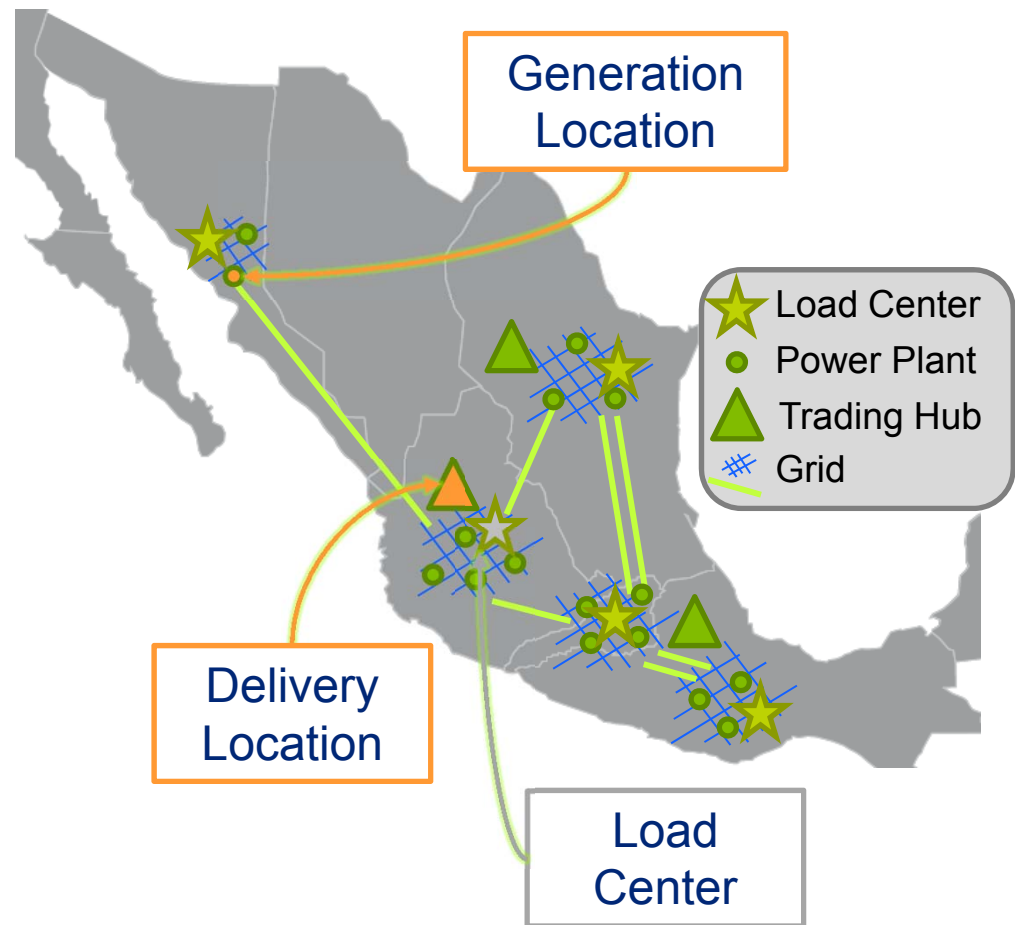 Generation
Location
Load Center
Power Plant
Trading Hub
Grid
Delivery
Location
Load
Center